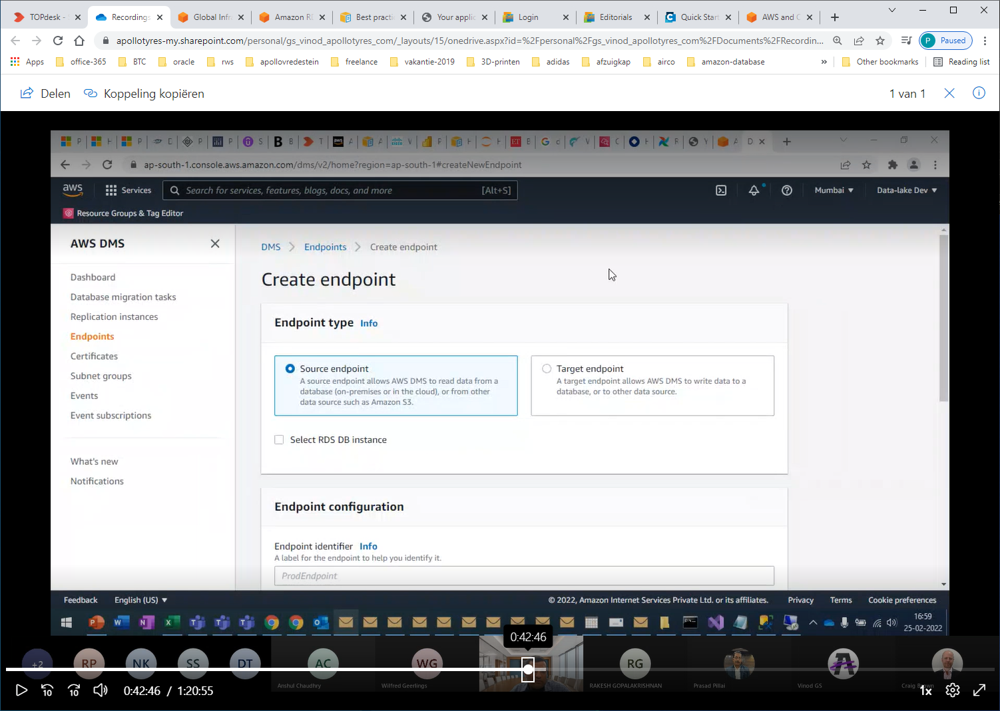 TOPdesk -
Recordings
Global Infra
Amazon RD
Best practic
Your applic
Login
Editorials
Quick Start
AWS and C
apollotyres-my.sharepoint.com/personal/gs_vinod_apollotyres_com/_layouts/15/onedrive.aspx?id=%2Fpersonal%2Fgs_vinod_apollotyres_com%2FDocuments%2FRecordin...
P Paused
Apps office-365 BTC oracle rws apollovredestein freelance vakantie-2019 3D-printen adidas afzuigkap airco amazon-database » Other bookmarks Reading list
Delen Koppeling kopiëren 1 van 1
ap-south-1.console.aws.amazon.com/dms/v2/home?region=ap-south-1#createNewEndpoint
aws Services Search for services, features, blogs, docs, and more [Alt+S] Mumbai Data-lake Dev
Resource Groups & Tag Editor
AWS DMS
Dashboard
Database migration tasks
Replication instances
Endpoints
Certificates
Subnet groups
Events
Event subscriptions
What's new
Notifications
DMS Endpoints Create endpoint
Create endpoint
Endpoint type Info
Source endpoint
A source endpoint allows AWS DMS to read data from a
database (on-premises or in the cloud), or from other
data source such as Amazon S3.
Target endpoint
A target endpoint allows AWS DMS to write data to a
database, or to other data source.
Select RDS DB instance
Endpoint configuration
Endpoint identifier Info
A label for the endpoint to help you identify it.
ProdEndpoint
Feedback English (US) © 2022, Amazon Internet Services Private Ltd. or its affiliates. Privacy Terms Cookie preferences
16:59
25-02-2022
0:42:46
+2 RP NK SS DT AC WG RG
Anshul Chaudhry Wilfred Geerlings RAKESH GOPALAKRISHNAN Prasad Pillai Vinod GS Craig Brown
10 10 0:42:46 / 1:20:55 1x